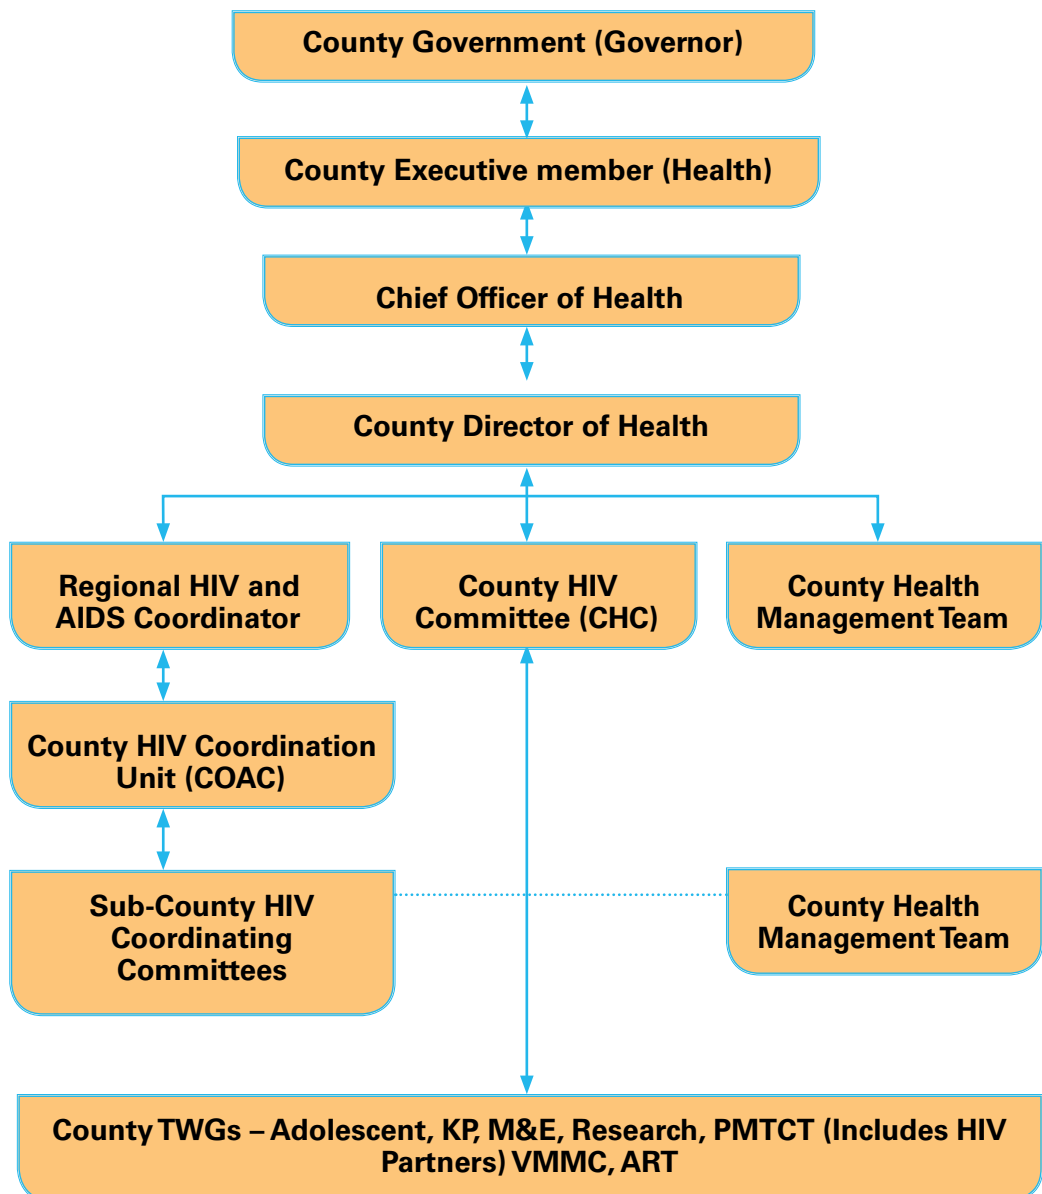 County Government (Governor)
County Executive member (Health)
Chief Officer of Health
County Director of Health
Regional HIV and
AIDS Coordinator
County HIV
Committee (CHC)
County Health
Management Team
County HIV Coordination
Unit (COAC)
Sub-County HIV
Coordinating
Committees
County Health
Management Team
County TWGs – Adolescent, KP, M&E, Research, PMTCT (Includes HIV
Partners) VMMC, ART